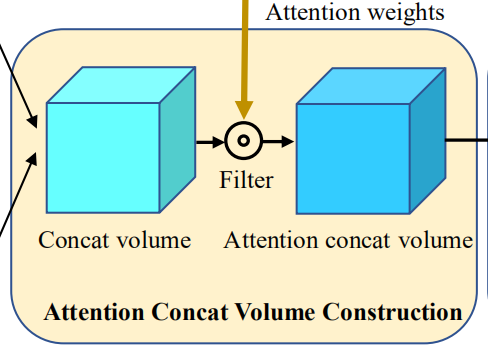 Attention weights
Filter
Concat volume
Attention concat volume
Attention Concat Volume Construction